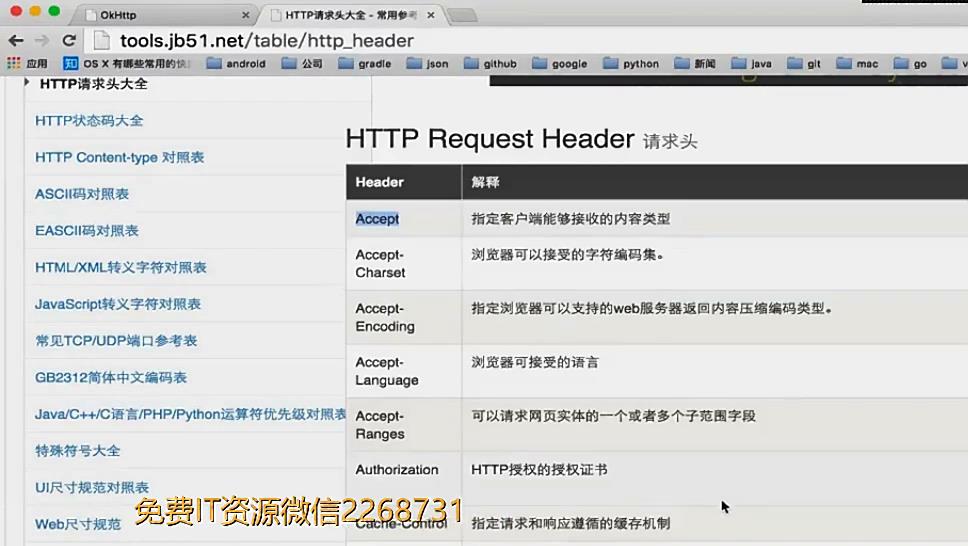 OkHttp
HTTP请求头大全 - 常用参考
tools.jb51.net/table/http_header
应用 知 OS X 有哪些常用的快 android 公司 gradle json github google python 新闻 java git mac go
HTTP请求头大全
HTTP状态码大全
HTTP Content-type 对照表
ASCII码对照表
EASCII码对照表
HTML/XML转义字符对照表
JavaScript转义字符对照表
常见TCP/UDP端口参考表
GB2312简体中文编码表
Java/C++/C语言/PHP/Python运算符优先级对照表
特殊符号大全
UI尺寸规范对照表
Web尺寸规范
HTTP Request Header 请求头
Header 解释
Accept 指定客户端能够接收的内容类型
Accept- 浏览器可以接受的字符编码集。
Charset
Accept- 指定浏览器可以支持的web服务器返回内容压缩编码类型。
Encoding
Accept- 浏览器可接受的语言
Language
Accept- 可以请求网页实体的一个或者多个子范围字段
Ranges
Authorization HTTP授权的授权证书
Cache-Control 指定请求和响应遵循的缓存机制
免费IT资源微信2268731